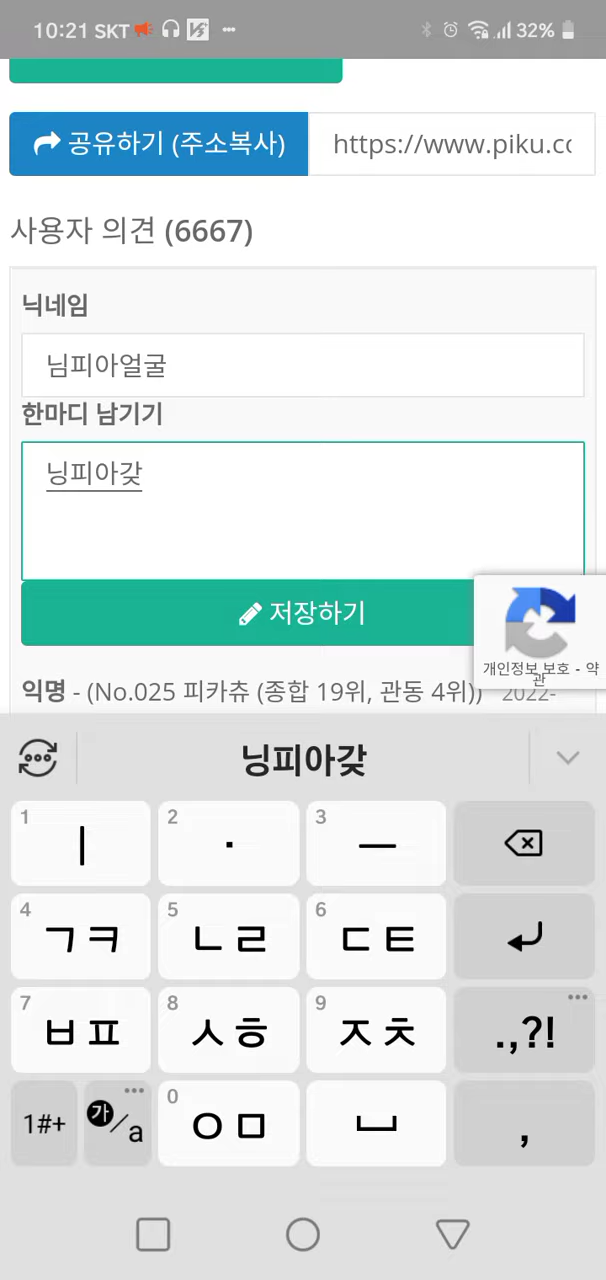 10:21 SKT 32%
공유하기 (주소복사) https://www.piku.co
사용자 의견 (6667)
닉네임
님피아얼굴
한마디 남기기
닝피아갖
저장하기
개인정보 보호 - 약
관
익명 - (No.025 피카츄 (종합 19위, 관동 4위)) 2022-
닝피아갖
1 ㅣ 2 · 3 ㅡ
4 ㄱㅋ 5 ㄴㄹ 6 ㄷㅌ
7 ㅂㅍ 8 ㅅㅎ 9 ㅈㅊ .,?!
1#+ 가/a 0 ㅇㅁ ,